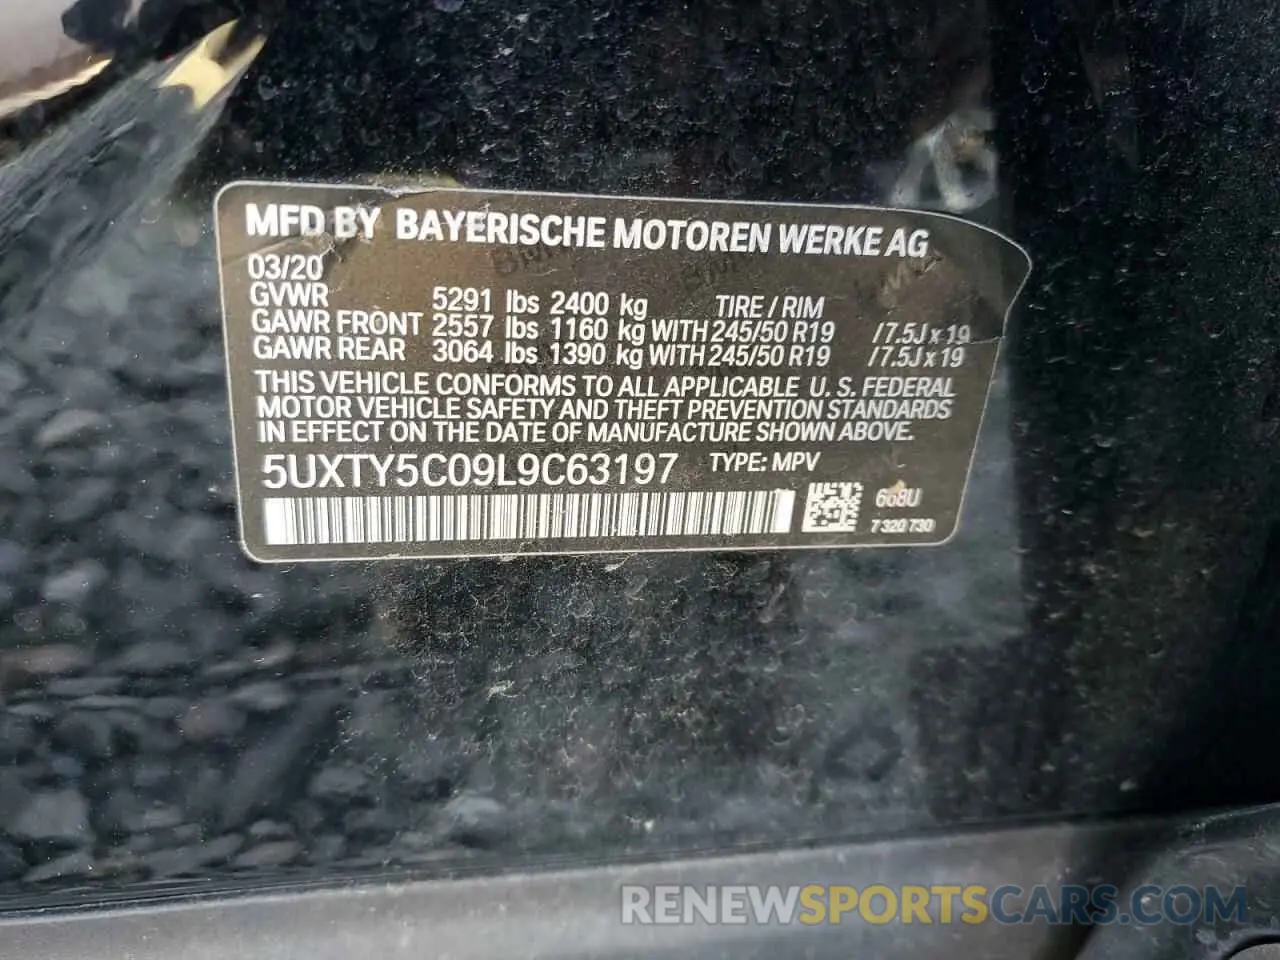 MFD BY BAYERISCHE MOTOREN WERKE AG
03/20
GVWR 5291 lbs 2400 kg TIRE / RIM
GAWR FRONT 2557 lbs 1160 kg WITH 245/50 R19 /7.5J x 19
GAWR REAR 3064 lbs 1390 kg WITH 245/50 R19 /7.5J x 19
THIS VEHICLE CONFORMS TO ALL APPLICABLE U. S. FEDERAL
MOTOR VEHICLE SAFETY AND THEFT PREVENTION STANDARDS
IN EFFECT ON THE DATE OF MANUFACTURE SHOWN ABOVE.
5UXTY5C09L9C63197 TYPE: MPV
668U
7 320 730
RENEWSPORTSCARS.COM